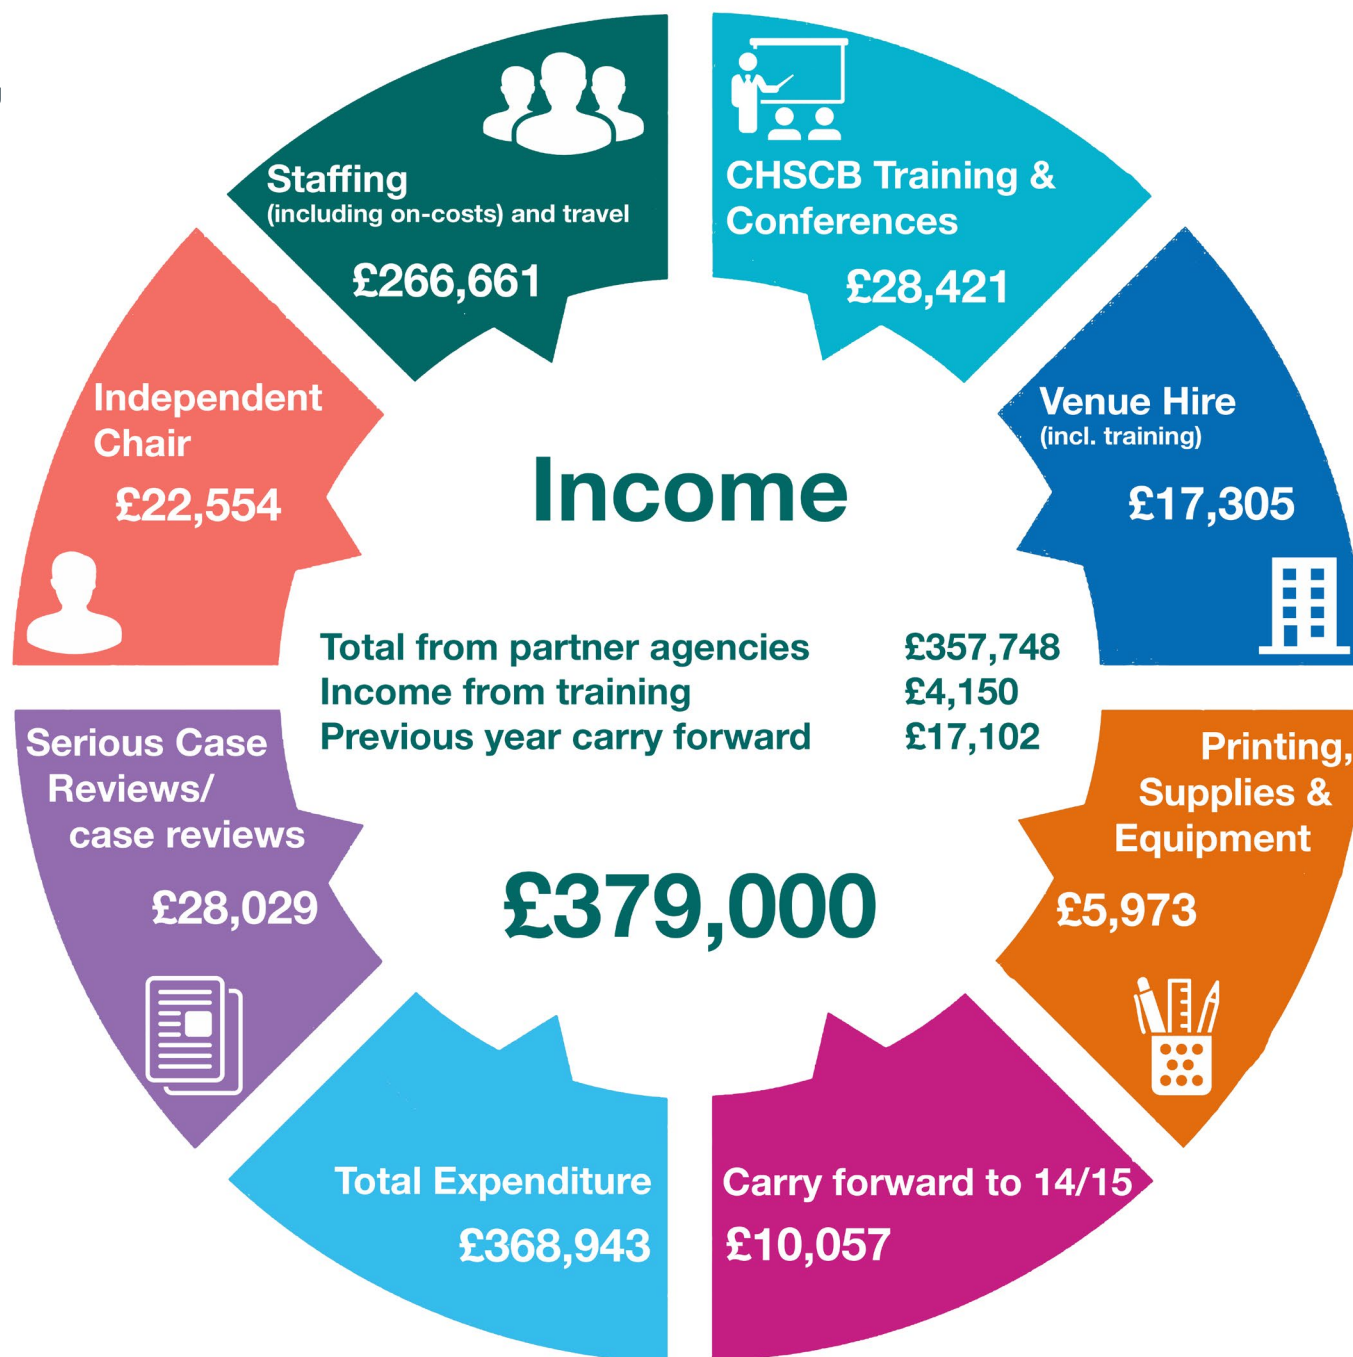 Staffing
(including on-costs) and travel
£266,661
CHSCB Training &
Conferences
£28,421
Independent
Chair
£22,554
Venue Hire
(incl. training)
£17,305
Income
Total from partner agencies £357,748
Income from training £4,150
Previous year carry forward £17,102
£379,000
Serious Case
Reviews/
case reviews
£28,029
Printing,
Supplies &
Equipment
£5,973
Total Expenditure
£368,943
Carry forward to 14/15
£10,057